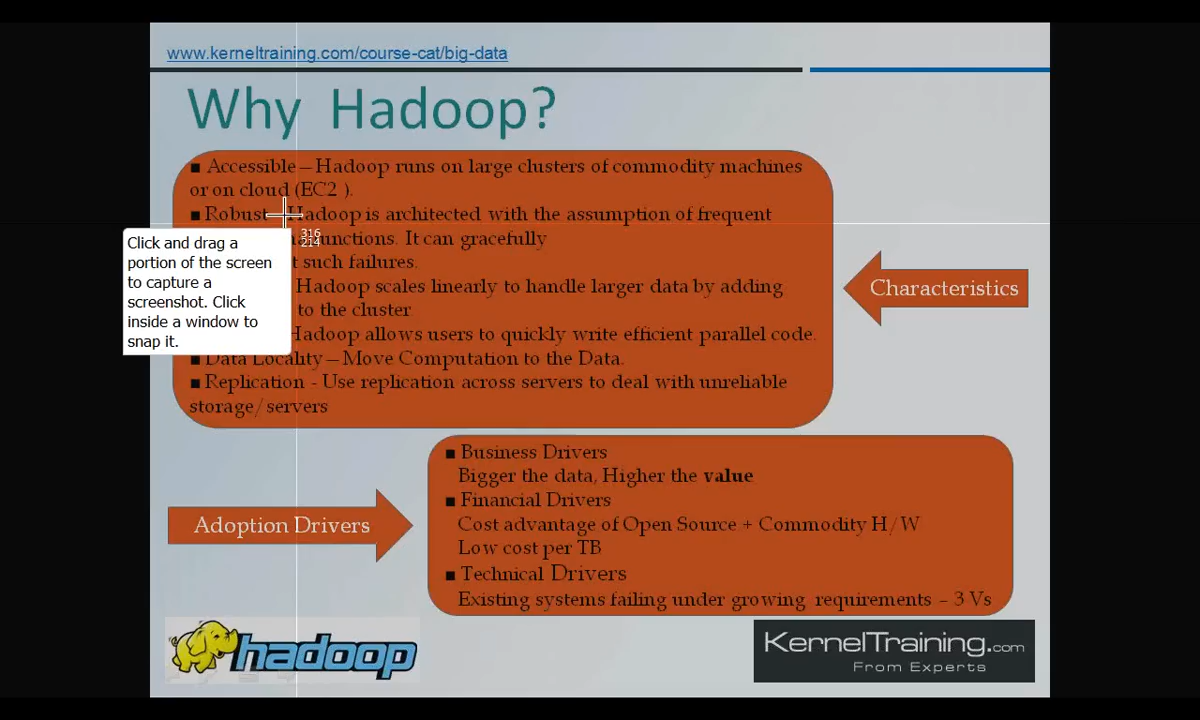 www.kerneltraining.com/course-cat/big-data
Why Hadoop?
■ Accessible – Hadoop runs on large clusters of commodity machines
or on cloud (EC2 ).
■ Robust Hadoop is architected with the assumption of frequent
functions. It can gracefully
such failures.
Hadoop scales linearly to handle larger data by adding
to the cluster
Hadoop allows users to quickly write efficient parallel code.
■ Data Locality – Move Computation to the Data.
■ Replication - Use replication across servers to deal with unreliable
storage/servers
Characteristics
316
214
Click and drag a
portion of the screen
to capture a
screenshot. Click
inside a window to
snap it.
Adoption Drivers
■ Business Drivers
Bigger the data, Higher the value
■ Financial Drivers
Cost advantage of Open Source + Commodity H/W
Low cost per TB
■ Technical Drivers
Existing systems failing under growing requirements – 3 Vs
hadoop
KernelTraining.com
From Experts